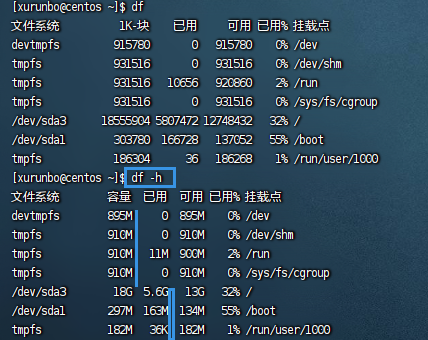 [xurunbo@centos ~]$ df
文件系统 1K-块 已用 可用 已用% 挂载点
devtmpfs 915780 0 915780 0% /dev
tmpfs 931516 0 931516 0% /dev/shm
tmpfs 931516 10656 920860 2% /run
tmpfs 931516 0 931516 0% /sys/fs/cgroup
/dev/sda3 18555904 5807472 12748432 32% /
/dev/sda1 303780 166728 137052 55% /boot
tmpfs 186304 36 186268 1% /run/user/1000
[xurunbo@centos ~]$ df -h
文件系统 容量 已用 可用 已用% 挂载点
devtmpfs 895M 0 895M 0% /dev
tmpfs 910M 0 910M 0% /dev/shm
tmpfs 910M 11M 900M 2% /run
tmpfs 910M 0 910M 0% /sys/fs/cgroup
/dev/sda3 18G 5.6G 13G 32% /
/dev/sda1 297M 163M 134M 55% /boot
tmpfs 182M 36K 182M 1% /run/user/1000